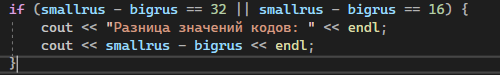 if (smallrus - bigrus == 32 || smallrus - bigrus == 16) {
cout << "Разница значений кодов: " << endl;
cout << smallrus - bigrus << endl;
}